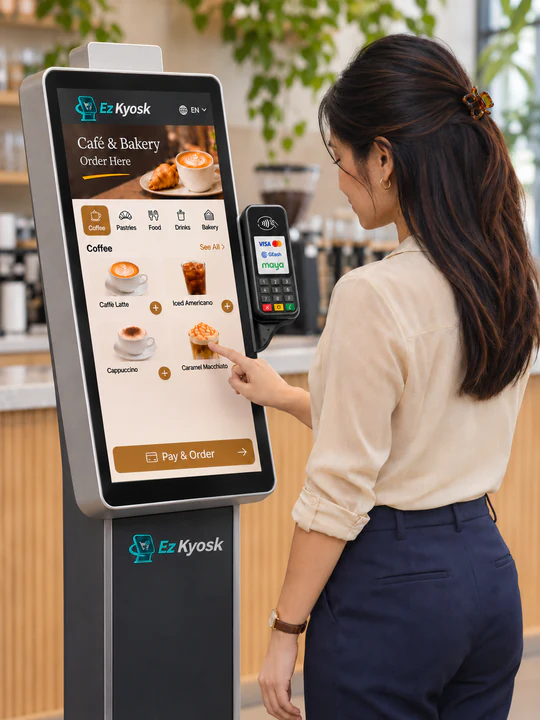 Ez Kyosk
EN
Café & Bakery
Order Here
Coffee
Pastries
Food
Drinks
Bakery
Coffee
See All
Caffè Latte
Iced Americano
Cappuccino
Caramel Macchiato
Pay & Order
VISA
GCash
maya
Ez Kyosk